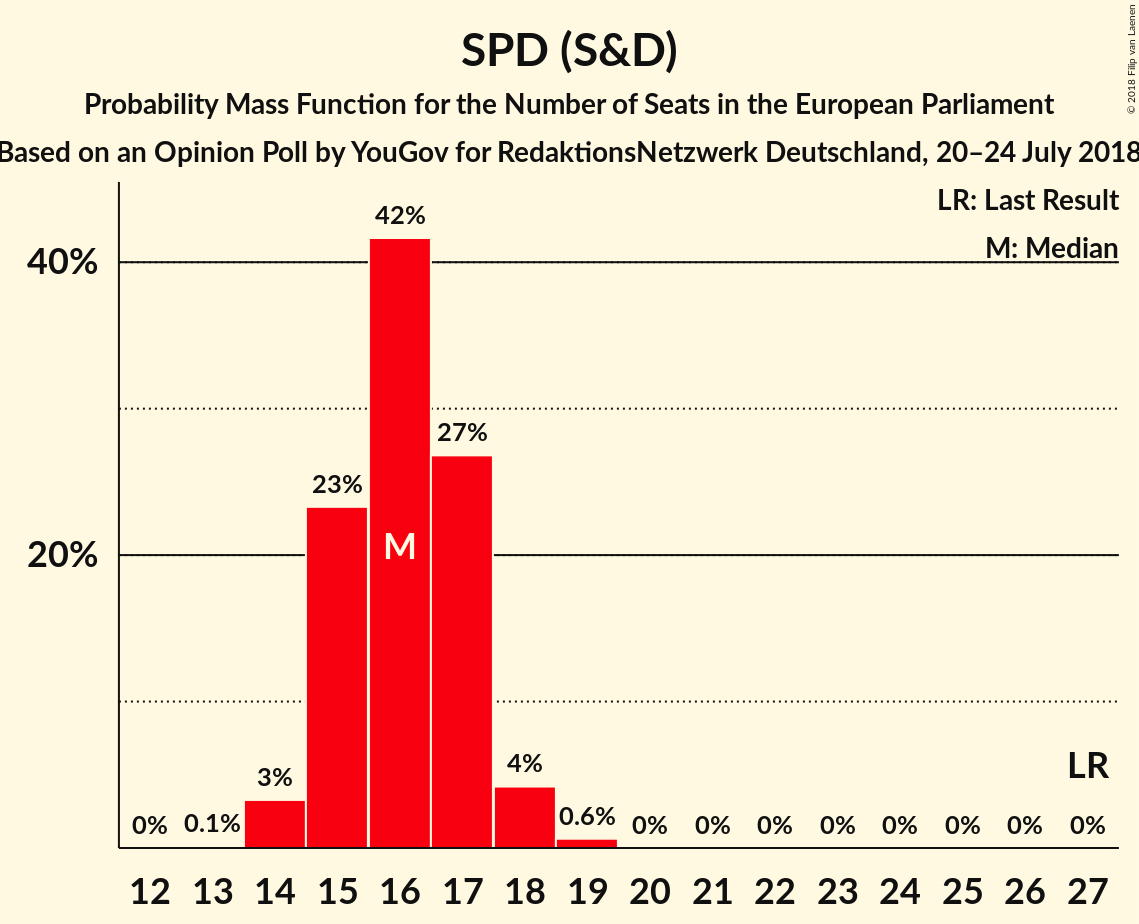 SPD (S&D)
Probability Mass Function for the Number of Seats in the European Parliament
Based on an Opinion Poll by YouGov for RedaktionsNetzwerk Deutschland, 20–24 July 2018
© 2018 Filip van Laenen
LR: Last Result
M: Median
40%
20%
0% 0.1% 3% 23% 42% 27% 4% 0.6% 0% 0% 0% 0% 0% 0% 0% 0%
M
LR
12 13 14 15 16 17 18 19 20 21 22 23 24 25 26 27